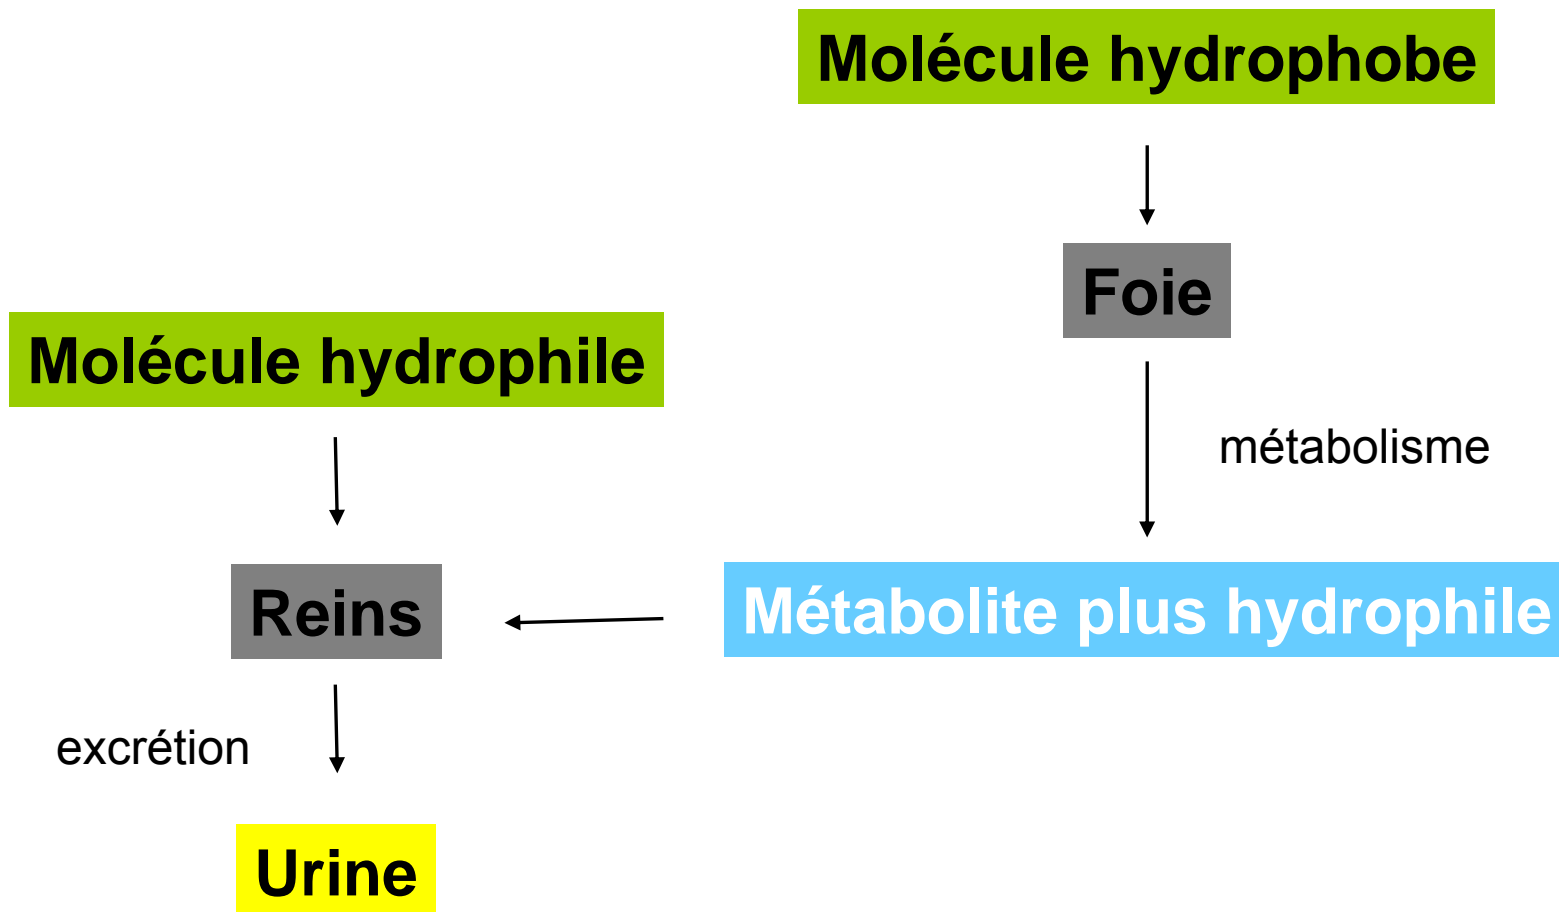 Molécule hydrophobe
Foie
Molécule hydrophile
métabolisme
Reins
Métabolite plus hydrophile
excrétion
Urine